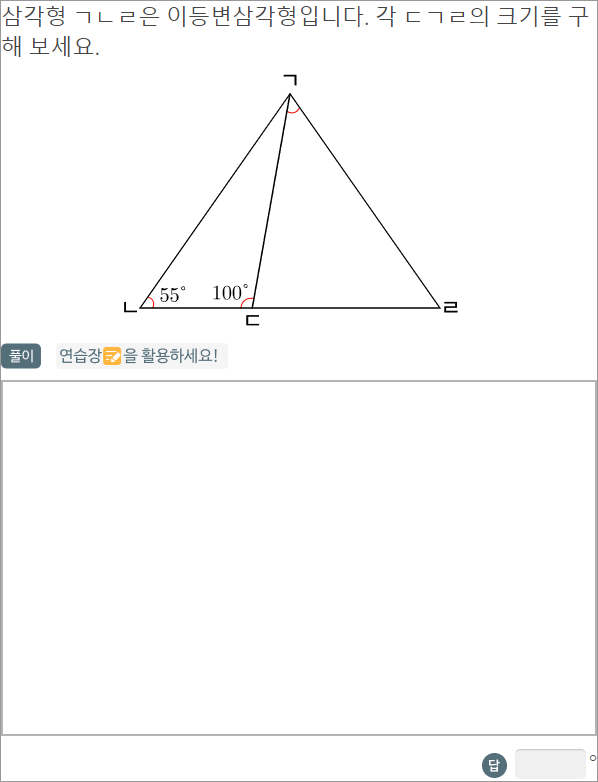 삼각형 ㄱㄴㄹ은 이등변삼각형입니다. 각 ㄷㄱㄹ의 크기를 구
해 보세요.
ㄱ
55°
100°
ㄴ
ㄷ
ㄹ
풀이 연습장을 활용하세요!
답 °